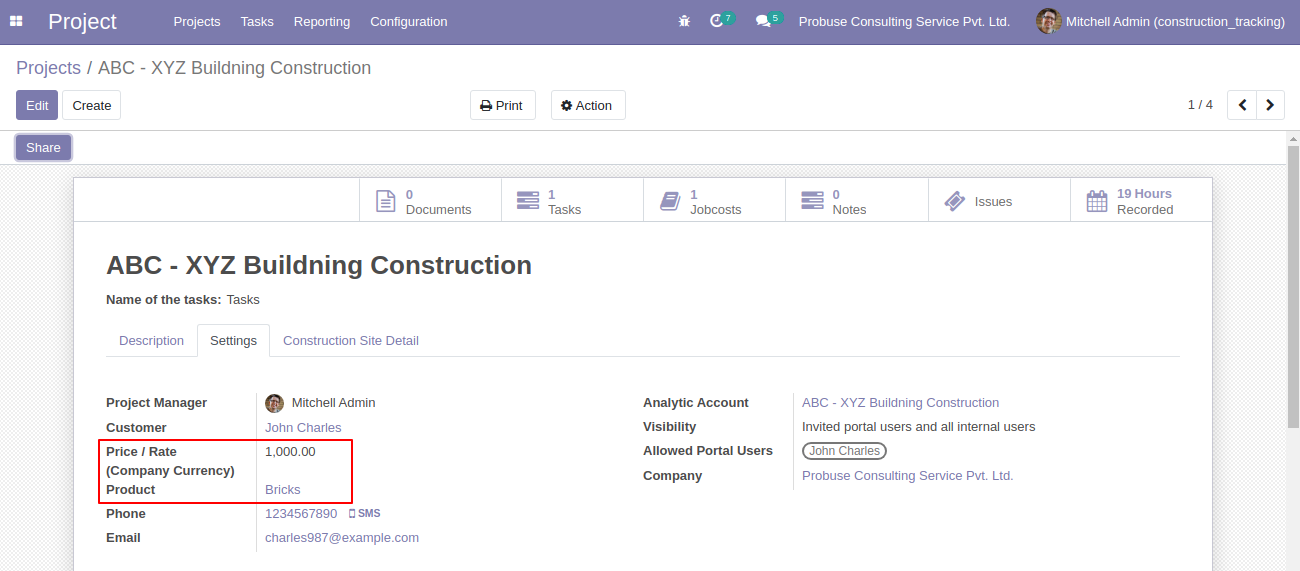 Project Projects Tasks Reporting Configuration 7 5 Probuse Consulting Service Pvt. Ltd. Mitchell Admin (construction_tracking)
Projects / ABC - XYZ Buildning Construction
Edit Create Print Action 1 / 4
Share
0 Documents 1 Tasks 1 Jobcosts 0 Notes Issues 19 Hours Recorded
ABC - XYZ Buildning Construction
Name of the tasks: Tasks
Description Settings Construction Site Detail
Project Manager Mitchell Admin
Customer John Charles
Price / Rate 1,000.00
(Company Currency)
Product Bricks
Phone 1234567890 SMS
Email charles987@example.com
Analytic Account ABC - XYZ Buildning Construction
Visibility Invited portal users and all internal users
Allowed Portal Users John Charles
Company Probuse Consulting Service Pvt. Ltd.